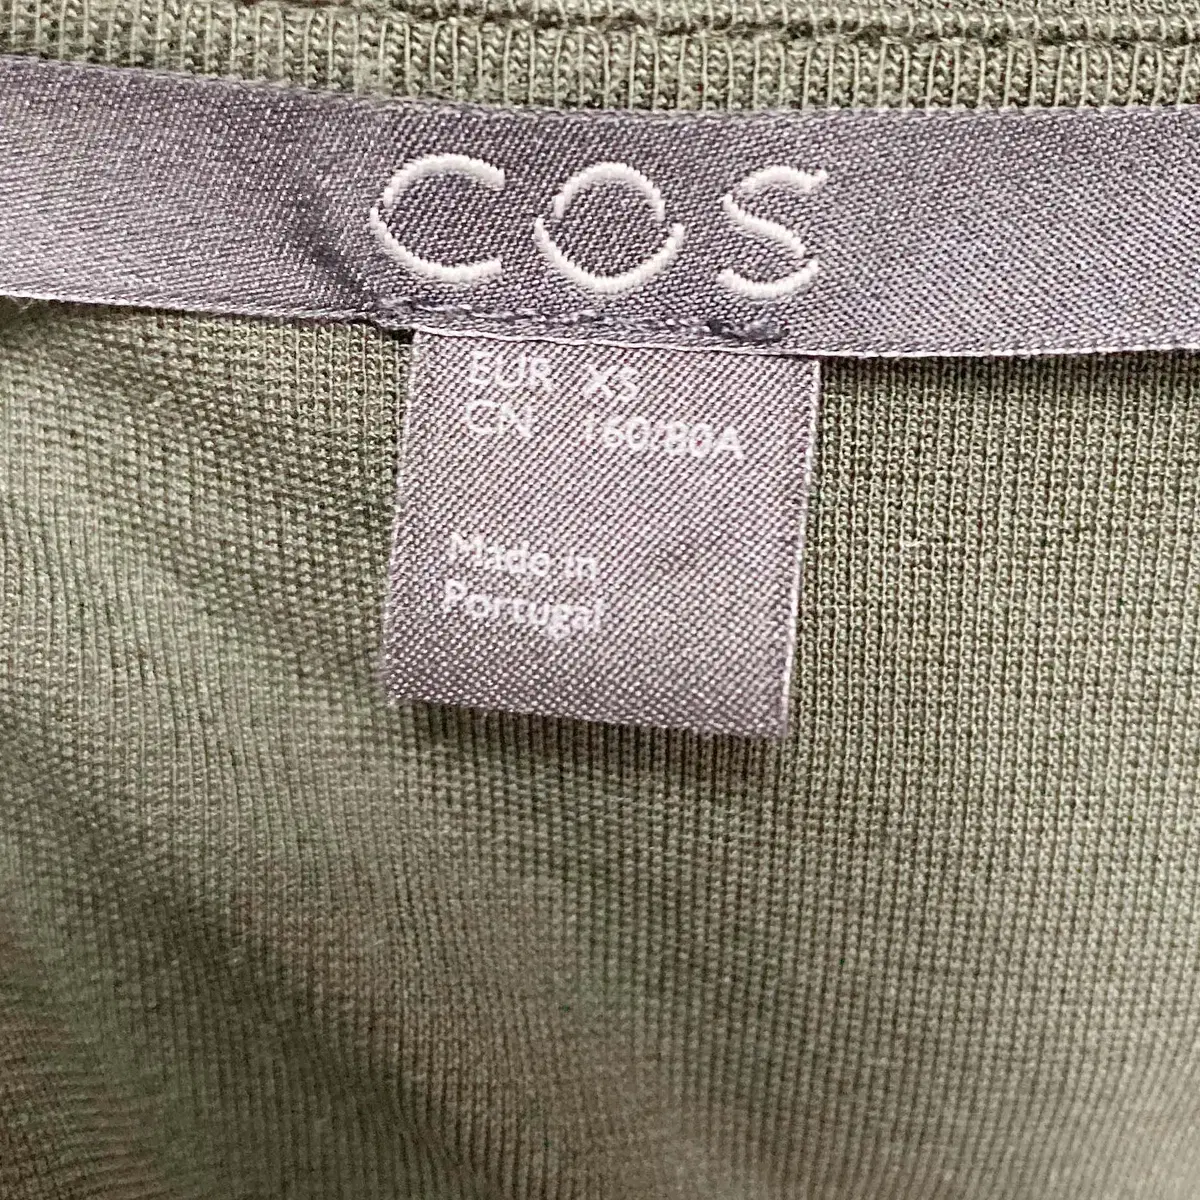 COS
EUR XS
CN 160/80A
Made in
Portugal